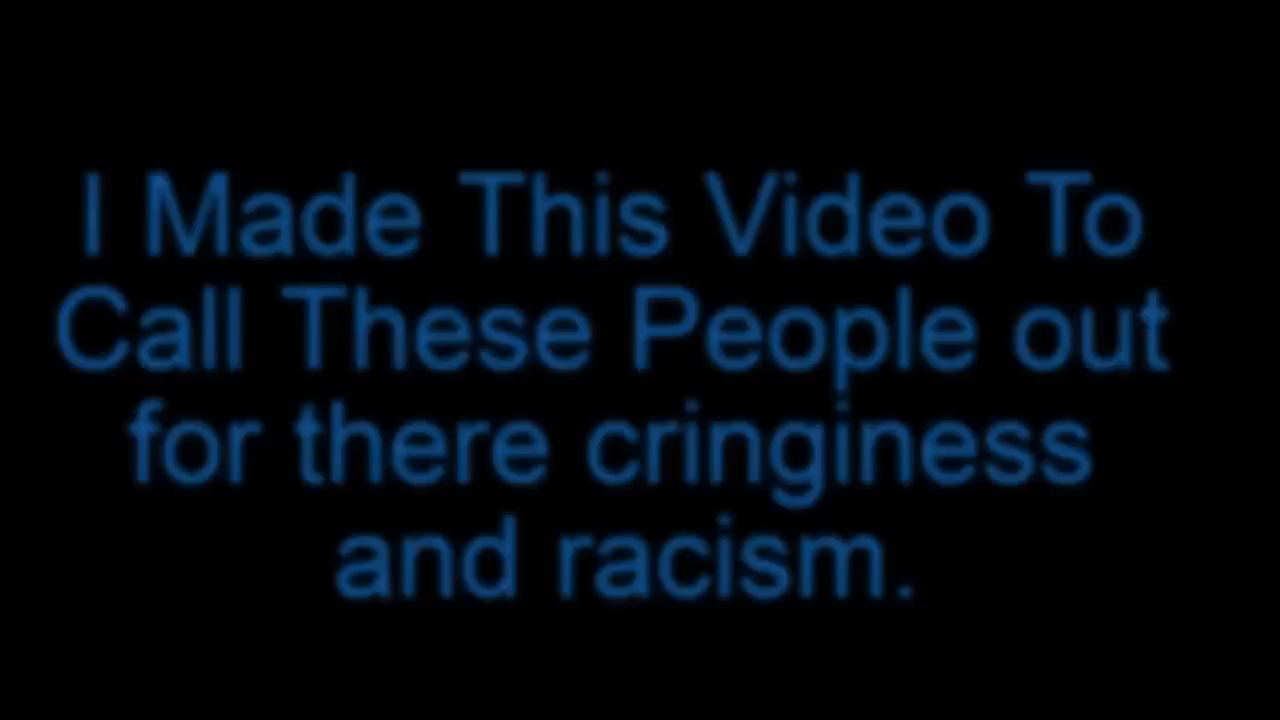 I Made This Video To
Call These People out
for there cringiness
and racism.